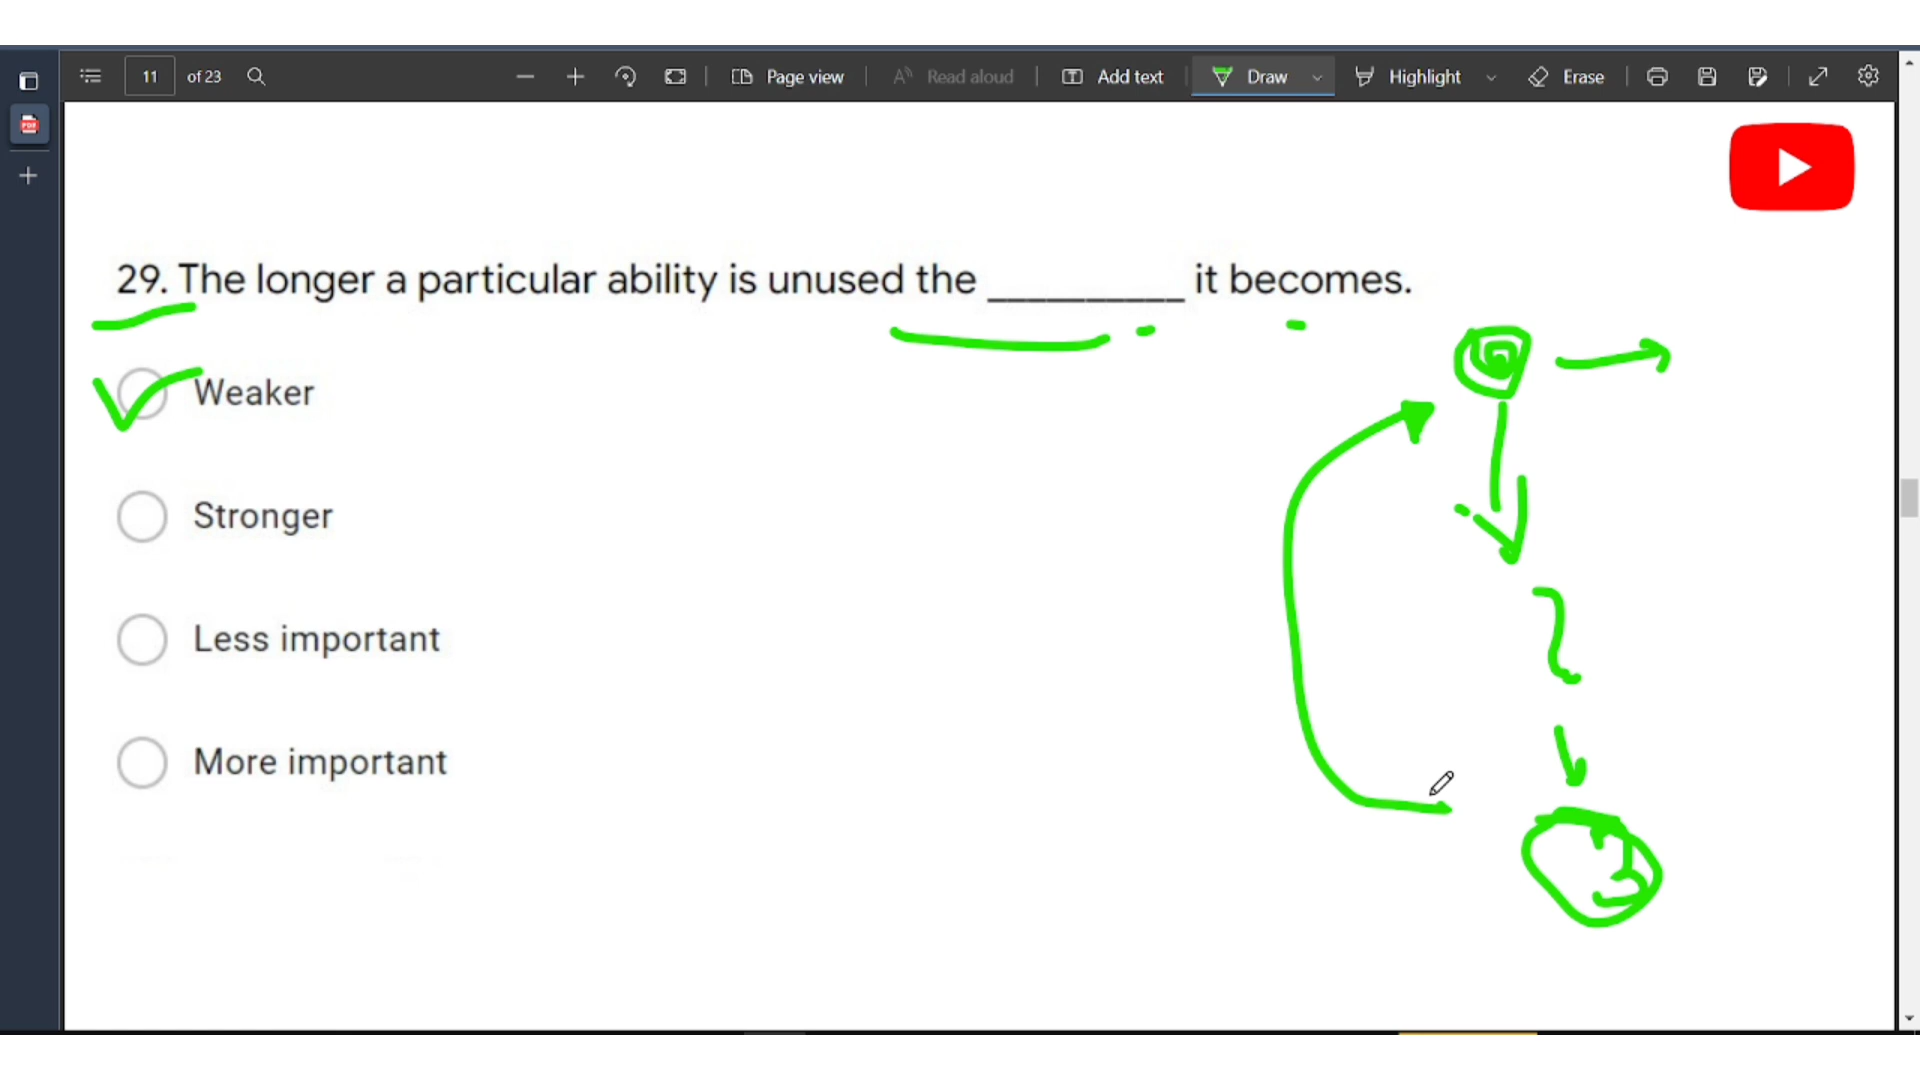 11 of 23 Page view Read aloud Add text Draw Highlight Erase
PDF
29. The longer a particular ability is unused the __________ it becomes.
Weaker
Stronger
Less important
More important